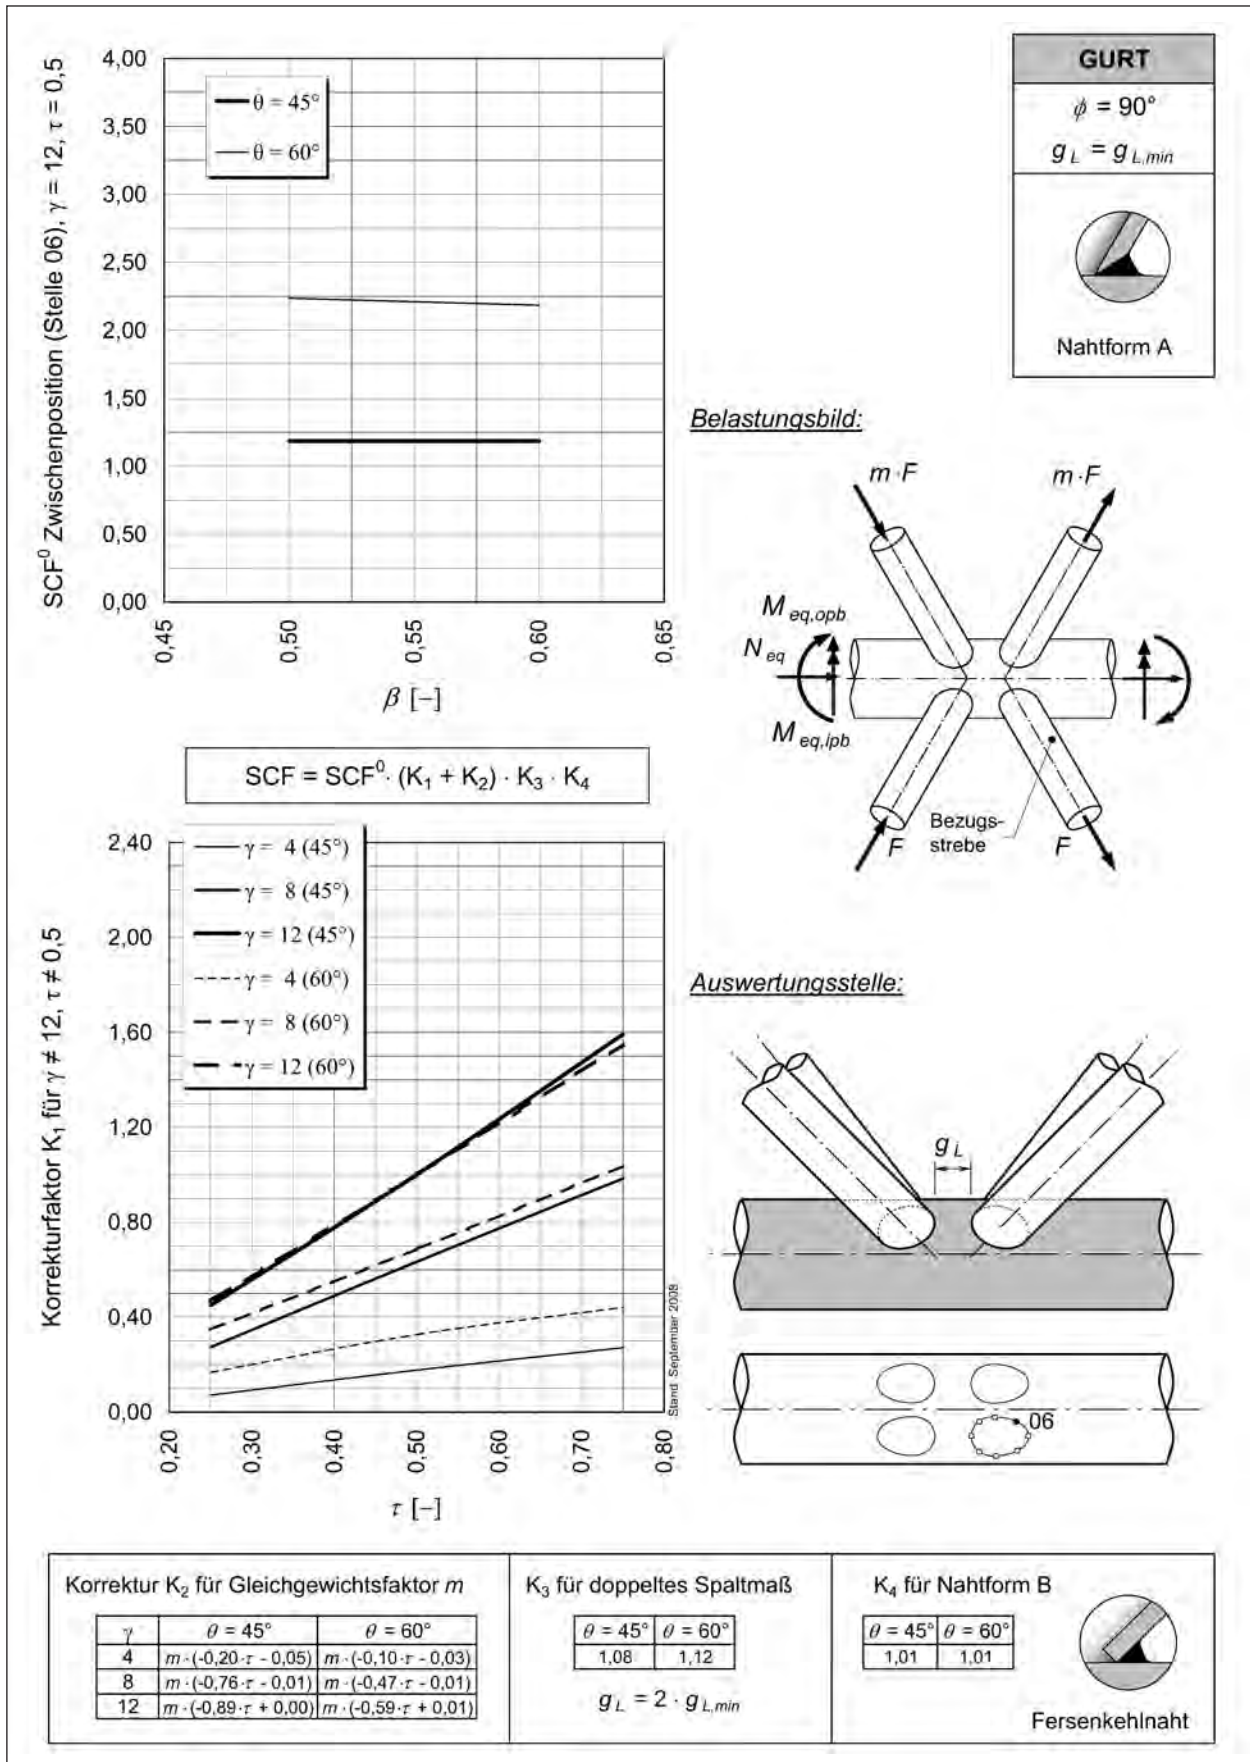 GURT
ϕ = 90°
g L = g L,min
Nahtform A
SCF⁰ Zwischenposition (Stelle 06), γ = 12, τ = 0,5
4,00
3,50
3,00
2,50
2,00
1,50
1,00
0,50
0,00
θ = 45°
θ = 60°
0,45
0,50
0,55
0,60
0,65
β [−]
Belastungsbild:
m·F
m·F
M eq,opb
N eq
M eq,ipb
Bezugs-
strebe
F
F
SCF = SCF⁰· (K₁ + K₂) · K₃ · K₄
Korrekturfaktor K₁ für γ ≠ 12, τ ≠ 0,5
2,40
2,00
1,60
1,20
0,80
0,40
0,00
γ = 4 (45°)
γ = 8 (45°)
γ = 12 (45°)
γ = 4 (60°)
γ = 8 (60°)
γ = 12 (60°)
0,20
0,30
0,40
0,50
0,60
0,70
0,80
τ [−]
Stand September 2008
Auswertungsstelle:
g L
06
Korrektur K₂ für Gleichgewichtsfaktor m
γ θ = 45° θ = 60°
4 m·(-0,20·τ - 0,05) m·(-0,10·τ - 0,03)
8 m·(-0,76·τ - 0,01) m·(-0,47·τ - 0,01)
12 m·(-0,89·τ + 0,00) m·(-0,59·τ + 0,01)
K₃ für doppeltes Spaltmaß
θ = 45° θ = 60°
1,08 1,12
g L = 2 · g L,min
K₄ für Nahtform B
θ = 45° θ = 60°
1,01 1,01
Fersenkehlnaht